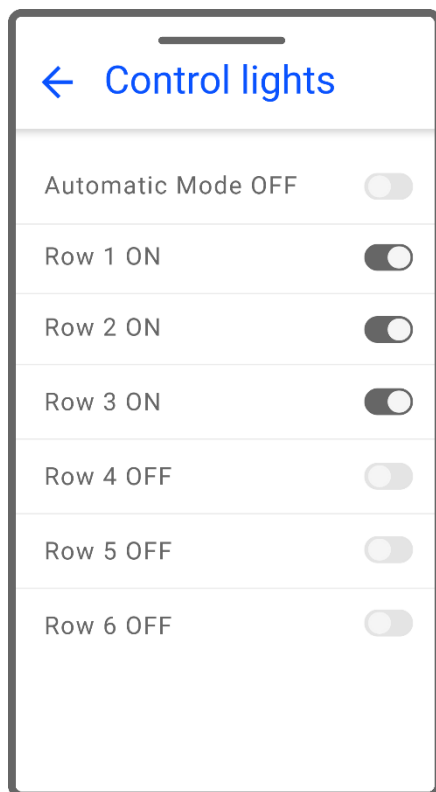 Control lights
Automatic Mode OFF
Row 1 ON
Row 2 ON
Row 3 ON
Row 4 OFF
Row 5 OFF
Row 6 OFF